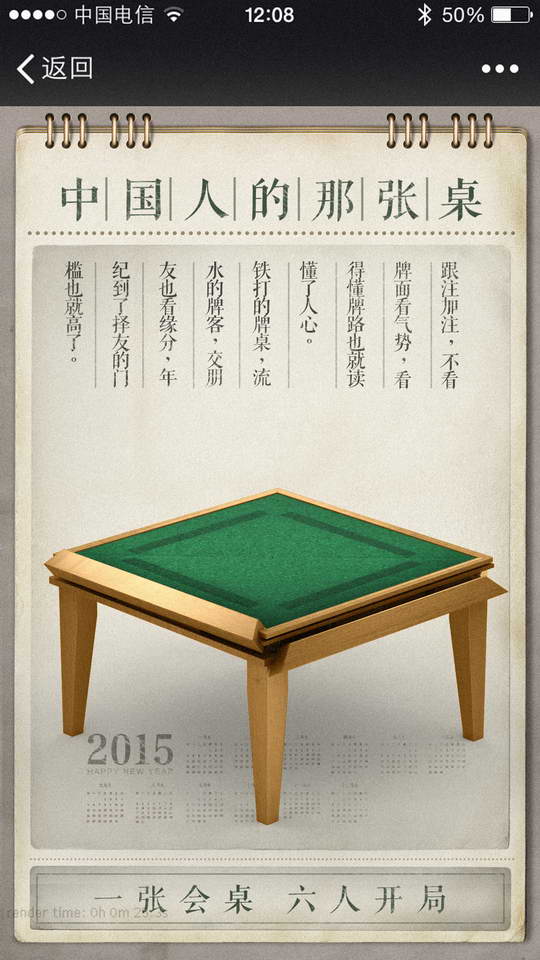 中国电信
12:08
50%
返回
中国人的那张桌
跟注加注，不看
牌面看气势，看
得懂牌路也就读
懂了人心。
铁打的牌桌，流
水的牌客，交朋
友也看缘分，年
纪到了择友的门
槛也就高了。
2015
HAPPY NEW YEAR
一张会桌 六人开局